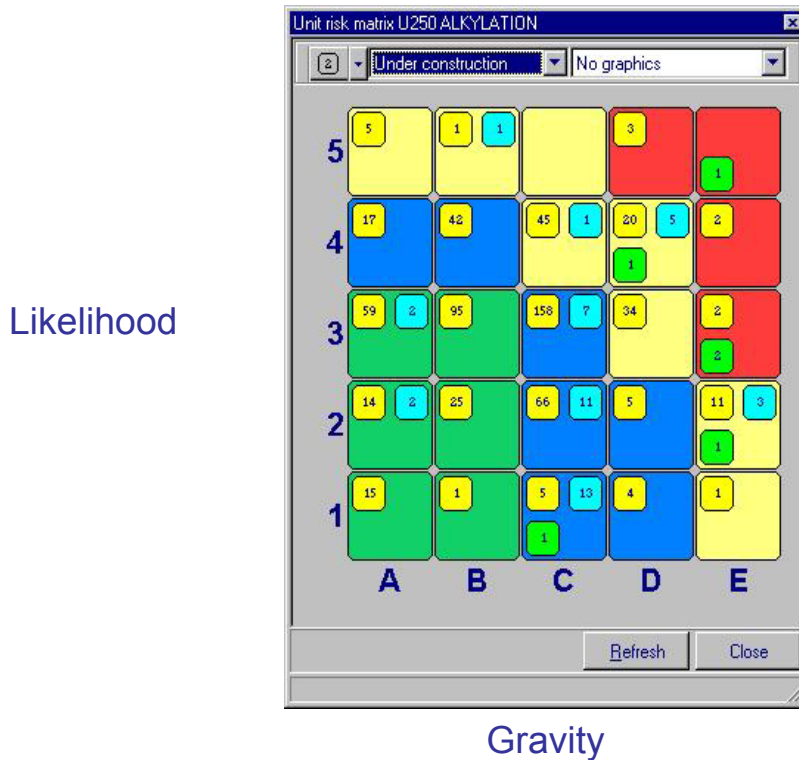 Unit risk matrix U250 ALKYLATION
2 Under construction No graphics
5 5 1 1 3 1
4 17 42 45 1 20 5 1 2
Likelihood
3 59 2 95 158 7 34 2 2
2 14 2 25 66 11 5 11 3 1
1 15 1 5 13 1 4 1
A B C D E
Refresh Close
Gravity